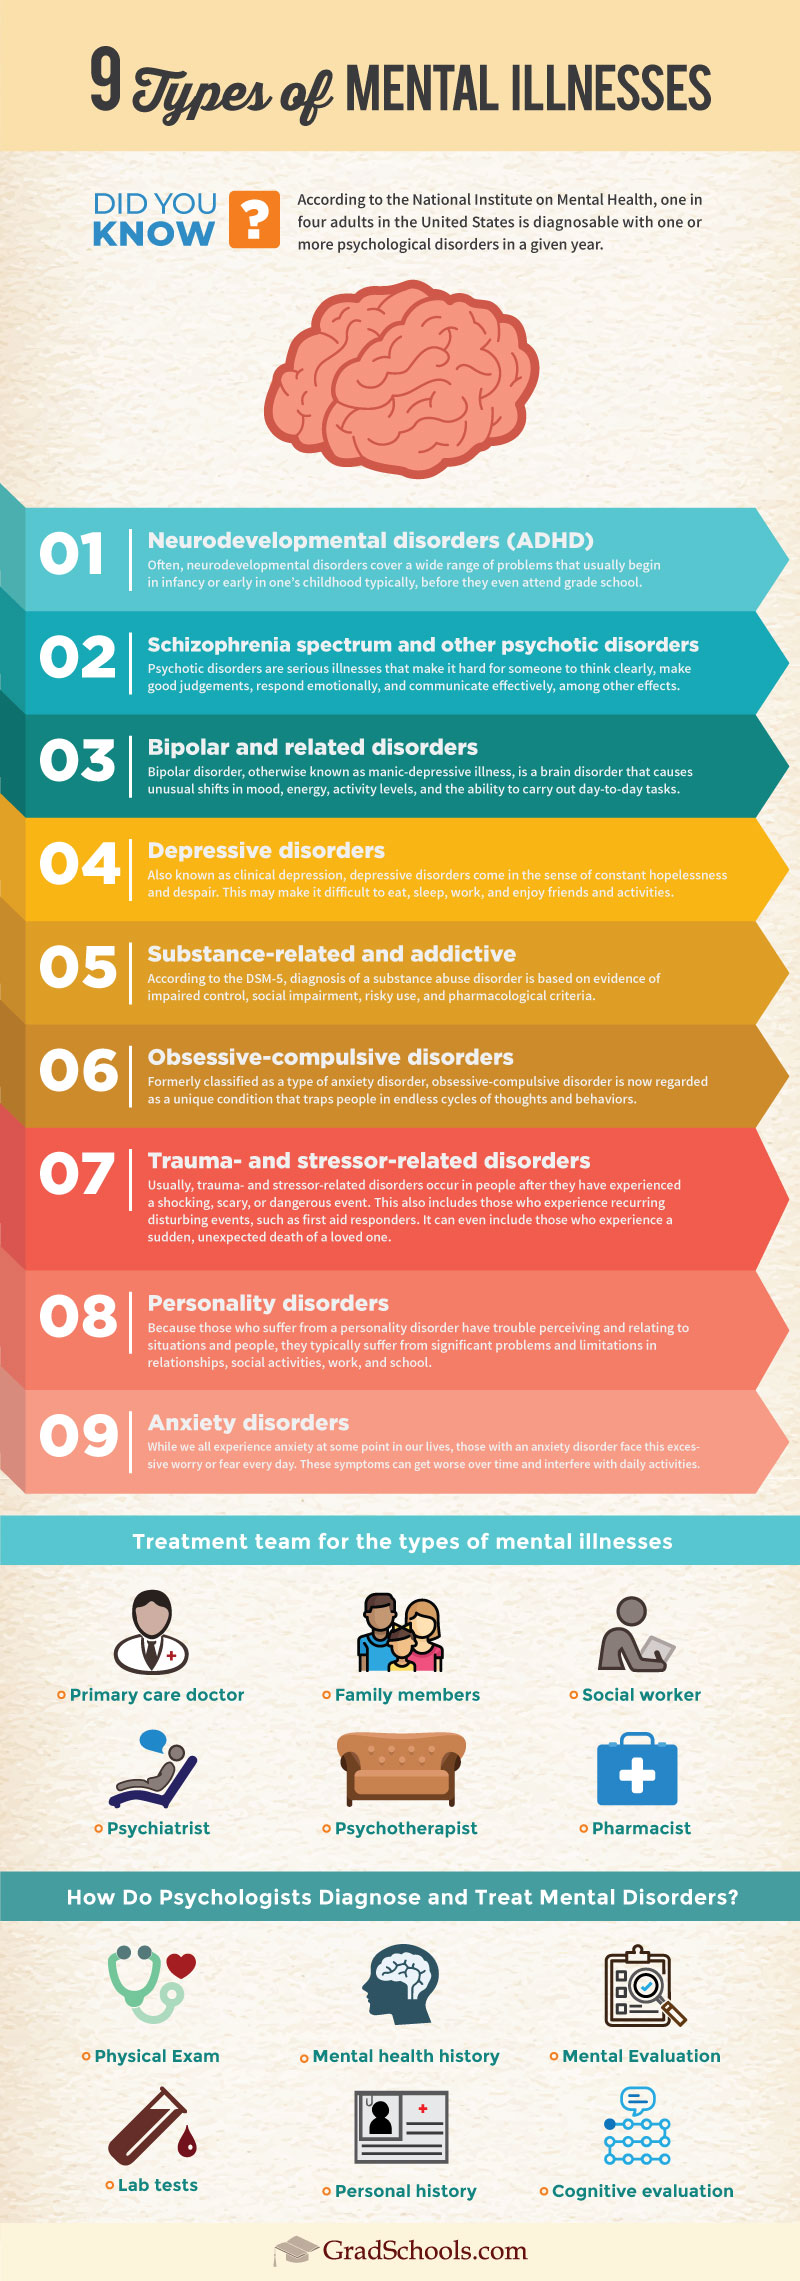 9 Types of MENTAL ILLNESSES
DID YOU
KNOW
?
According to the National Institute on Mental Health, one in
four adults in the United States is diagnosable with one or
more psychological disorders in a given year.
01
Neurodevelopmental disorders (ADHD)
Often, neurodevelopmental disorders cover a wide range of problems that usually begin
in infancy or early in one's childhood typically, before they even attend grade school.
02
Schizophrenia spectrum and other psychotic disorders
Psychotic disorders are serious illnesses that make it hard for someone to think clearly, make
good judgements, respond emotionally, and communicate effectively, among other effects.
03
Bipolar and related disorders
Bipolar disorder, otherwise known as manic-depressive illness, is a brain disorder that causes
unusual shifts in mood, energy, activity levels, and the ability to carry out day-to-day tasks.
04
Depressive disorders
Also known as clinical depression, depressive disorders come in the sense of constant hopelessness
and despair. This may make it difficult to eat, sleep, work, and enjoy friends and activities.
05
Substance-related and addictive
According to the DSM-5, diagnosis of a substance abuse disorder is based on evidence of
impaired control, social impairment, risky use, and pharmacological criteria.
06
Obsessive-compulsive disorders
Formerly classified as a type of anxiety disorder, obsessive-compulsive disorder is now regarded
as a unique condition that traps people in endless cycles of thoughts and behaviors.
07
Trauma- and stressor-related disorders
Usually, trauma- and stressor-related disorders occur in people after they have experienced
a shocking, scary, or dangerous event. This also includes those who experience recurring
disturbing events, such as first aid responders. It can even include those who experience a
sudden, unexpected death of a loved one.
08
Personality disorders
Because those who suffer from a personality disorder have trouble perceiving and relating to
situations and people, they typically suffer from significant problems and limitations in
relationships, social activities, work, and school.
09
Anxiety disorders
While we all experience anxiety at some point in our lives, those with an anxiety disorder face this exces-
sive worry or fear every day. These symptoms can get worse over time and interfere with daily activities.
Treatment team for the types of mental illnesses
Primary care doctor
Family members
Social worker
Psychiatrist
Psychotherapist
Pharmacist
How Do Psychologists Diagnose and Treat Mental Disorders?
Physical Exam
Mental health history
Mental Evaluation
Lab tests
Personal history
Cognitive evaluation
GradSchools.com